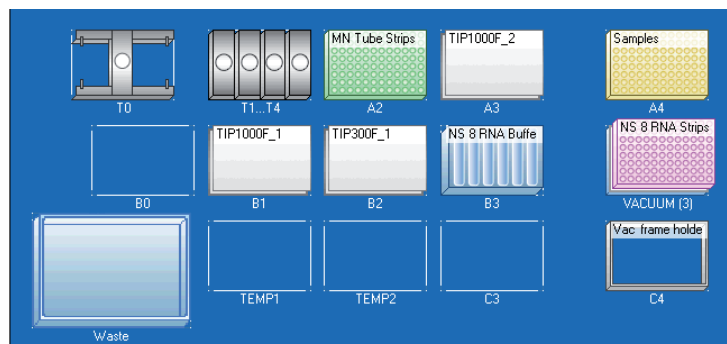 MN Tube Strips
TIP1000F_2
Samples
T0
T1...T4
A2
A3
A4
TIP1000F_1
TIP300F_1
NS 8 RNA Buffe
NS 8 RNA Strips
B0
B1
B2
B3
VACUUM (3)
Vac frame holde
TEMP1
TEMP2
C3
C4
Waste